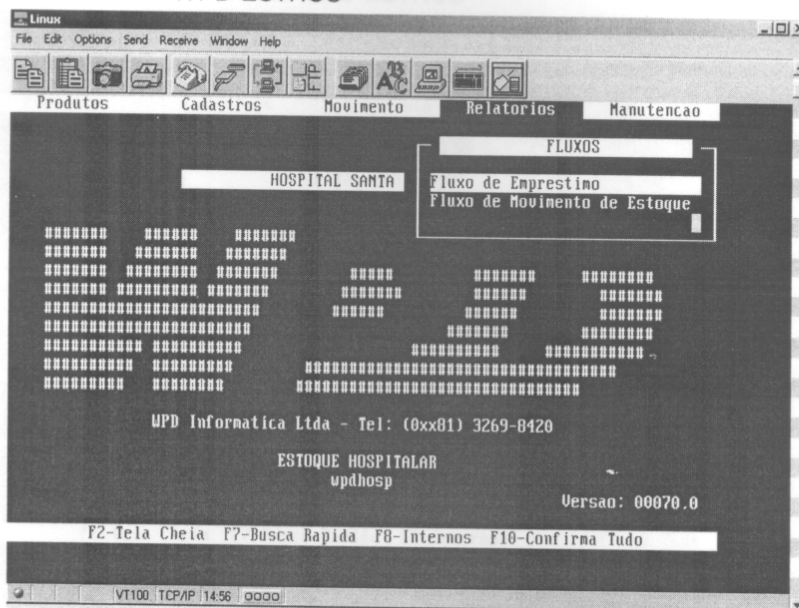 Linux
File Edit Options Send Receive Window Help
Produtos Cadastros Movimento Relatorios Manutencao
FLUXOS
HOSPITAL SANTA
Fluxo de Emprestimo
Fluxo de Movimento de Estoque
WPD Informatica Ltda - Tel: (0xx81) 3269-8420
ESTOQUE HOSPITALAR
wpdhosp
Versao: 00070.0
F2-Tela Cheia F7-Busca Rapida F8-Internos F10-Confirma Tudo
VT100 TCP/IP 14:56